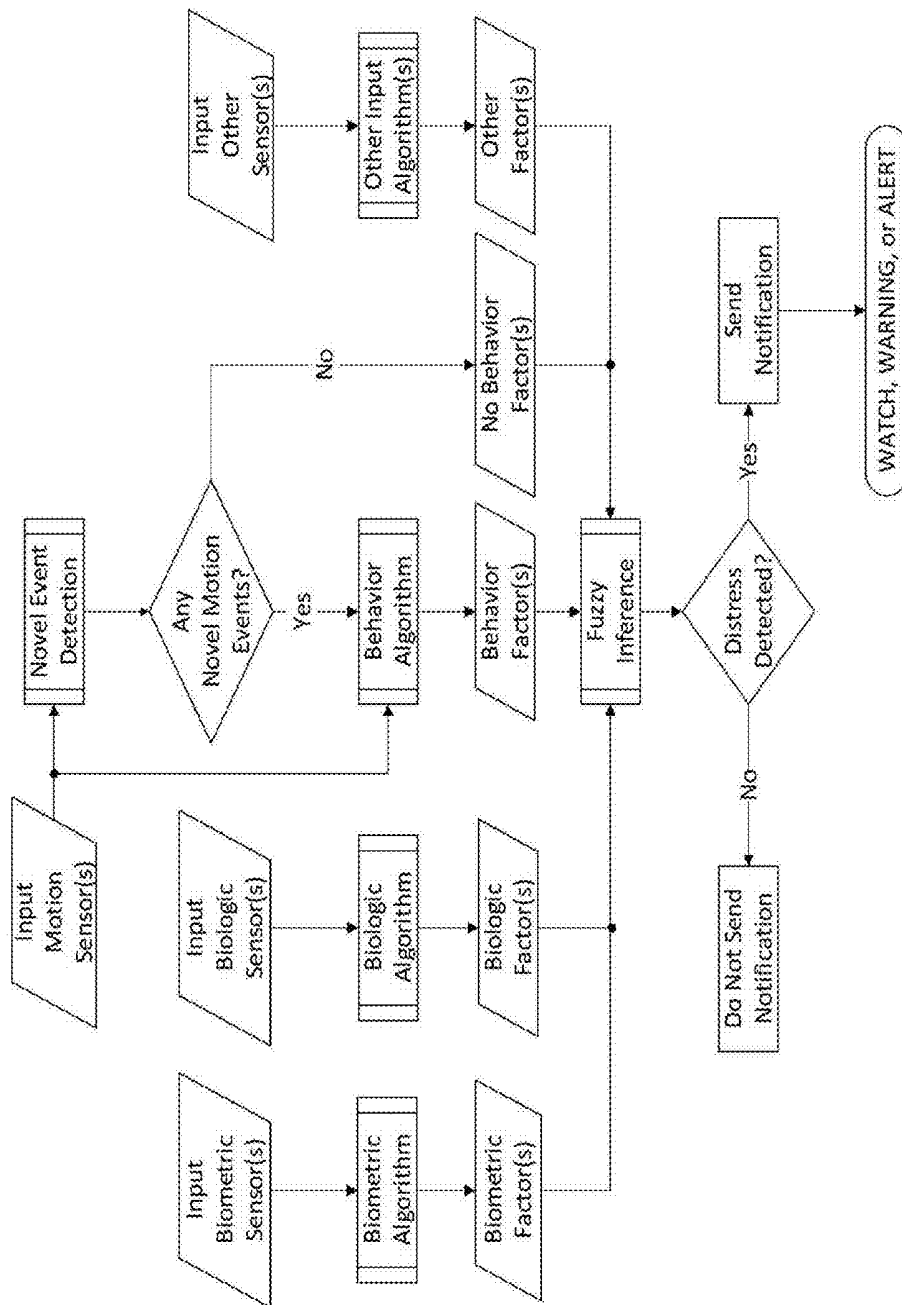 Input
Motion
Sensor(s)
Novel Event
Detection
Input
Biometric
Sensor(s)
Input
Biologic
Sensor(s)
Any
Novel Motion
Events?
Input
Other
Sensor(s)
Yes
No
Biometric
Algorithm
Biologic
Algorithm
Behavior
Algorithm
Other Input
Algorithm(s)
Biometric
Factor(s)
Biologic
Factor(s)
Behavior
Factor(s)
No Behavior
Factor(s)
Other
Factor(s)
Fuzzy
Inference
Distress
Detected?
No
Yes
Do Not Send
Notification
Send
Notification
WATCH, WARNING, or ALERT